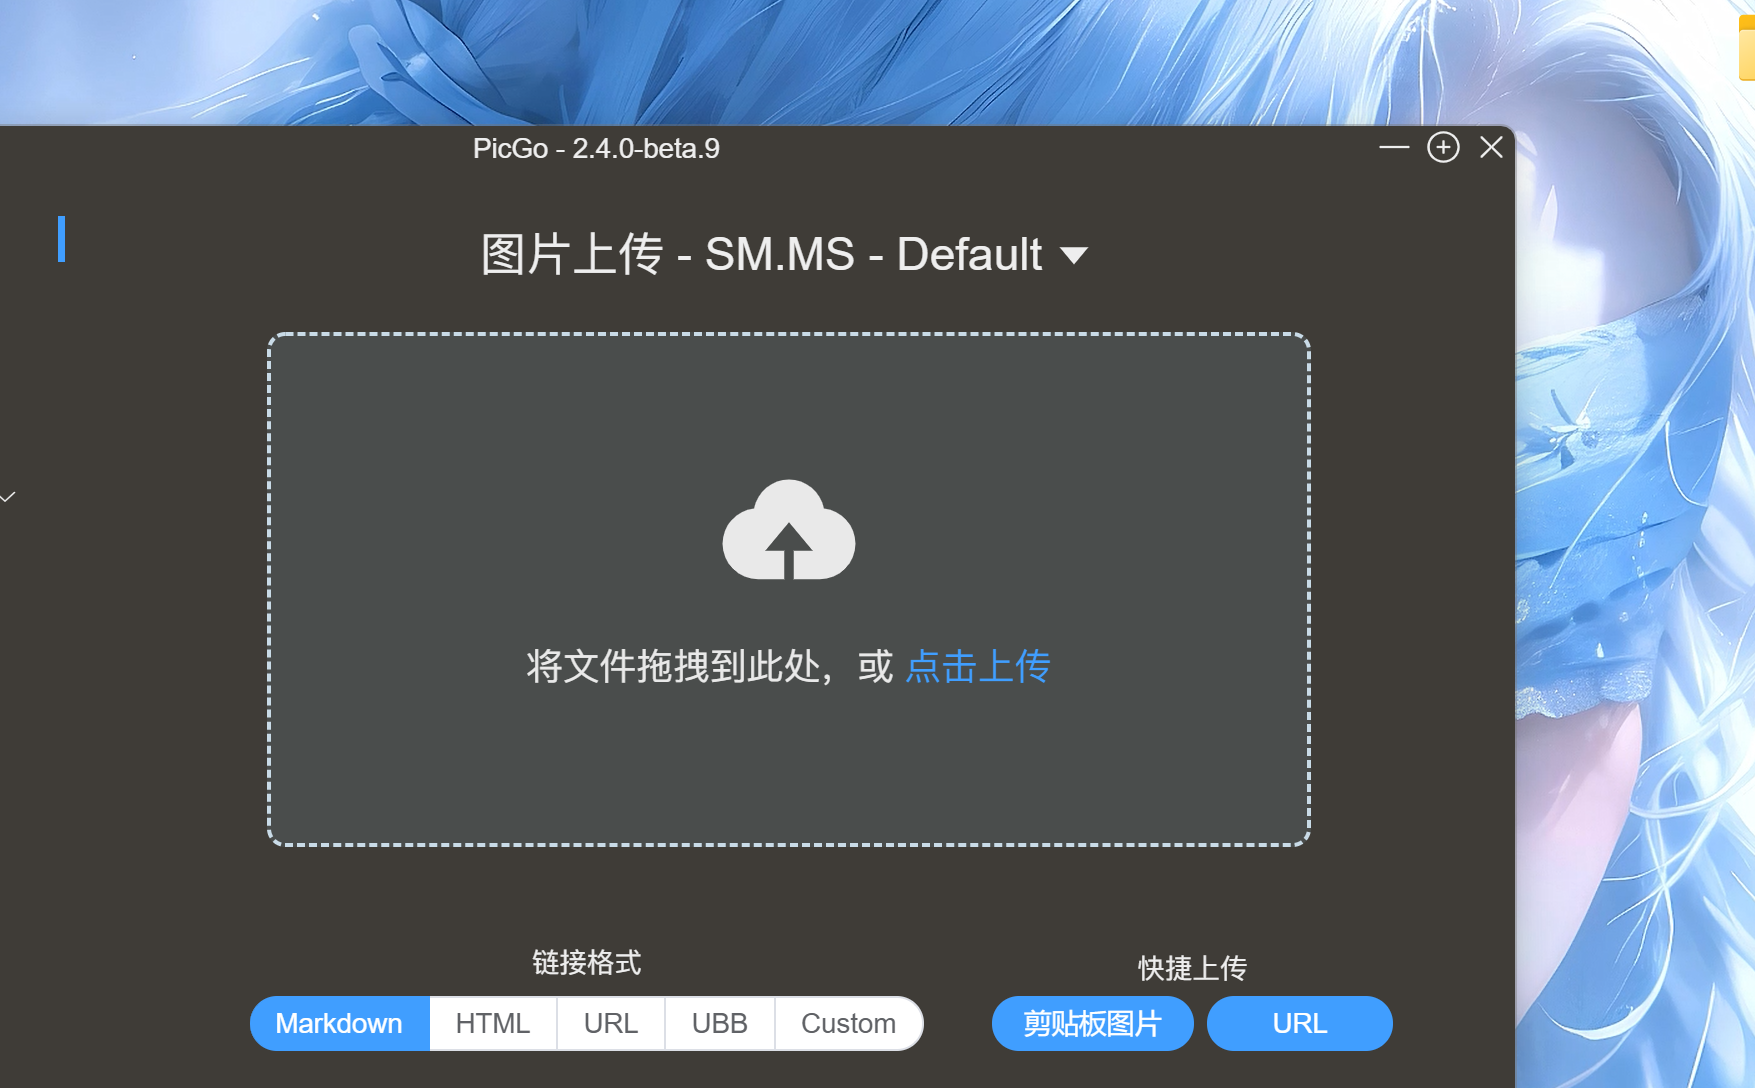 PicGo - 2.4.0-beta.9
图片上传 - SM.MS - Default
将文件拖拽到此处，或 点击上传
链接格式
快捷上传
Markdown HTML URL UBB Custom
剪贴板图片 URL